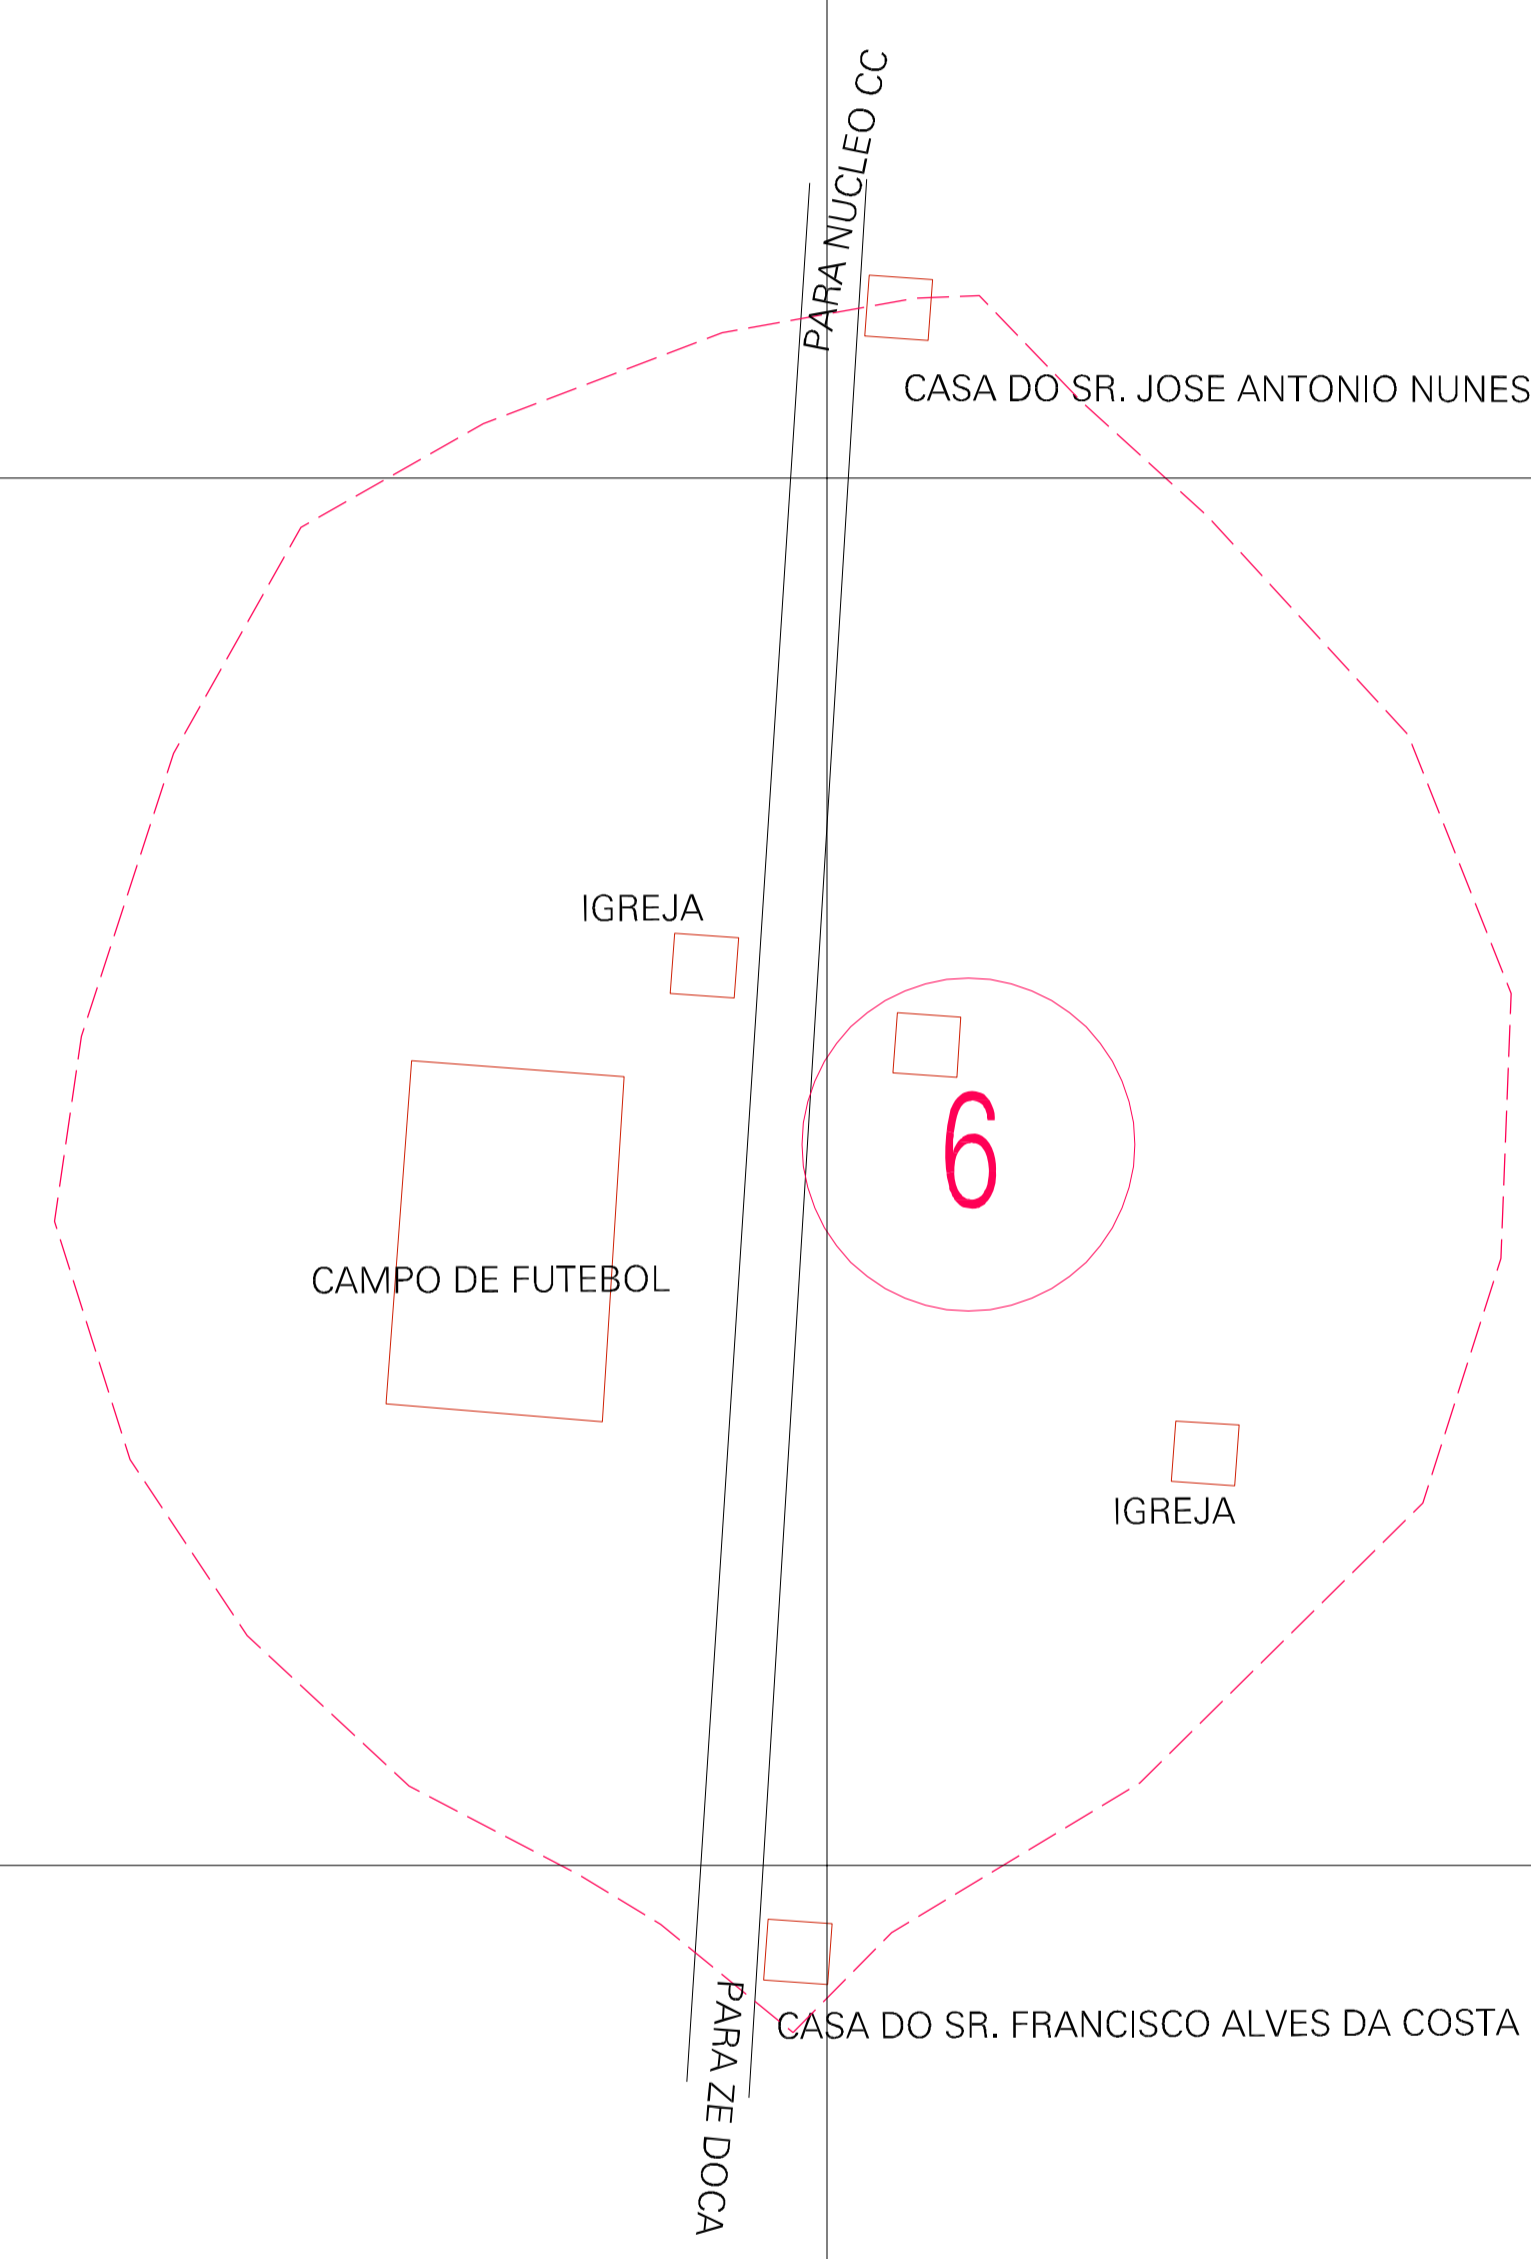 PARA NUCLEO CC
CASA DO SR. JOSE ANTONIO NUNES
IGREJA
6
CAMPO DE FUTEBOL
IGREJA
PARA ZE DOCA
CASA DO SR. FRANCISCO ALVES DA COSTA